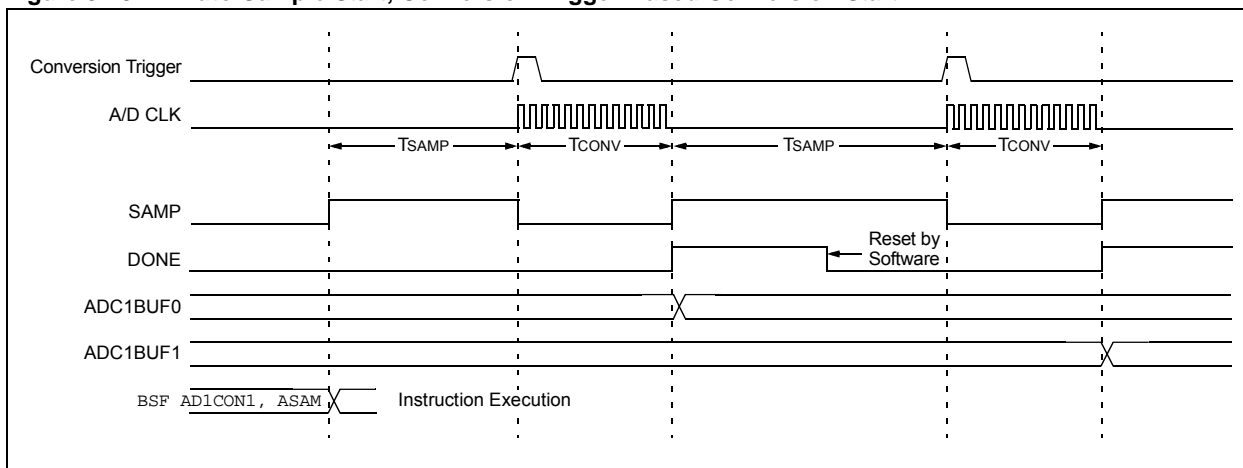 Conversion Trigger
A/D CLK
TSAMP TCONV TSAMP TCONV
SAMP
DONE
Reset by
Software
ADC1BUF0
ADC1BUF1
BSF AD1CON1, ASAM Instruction Execution